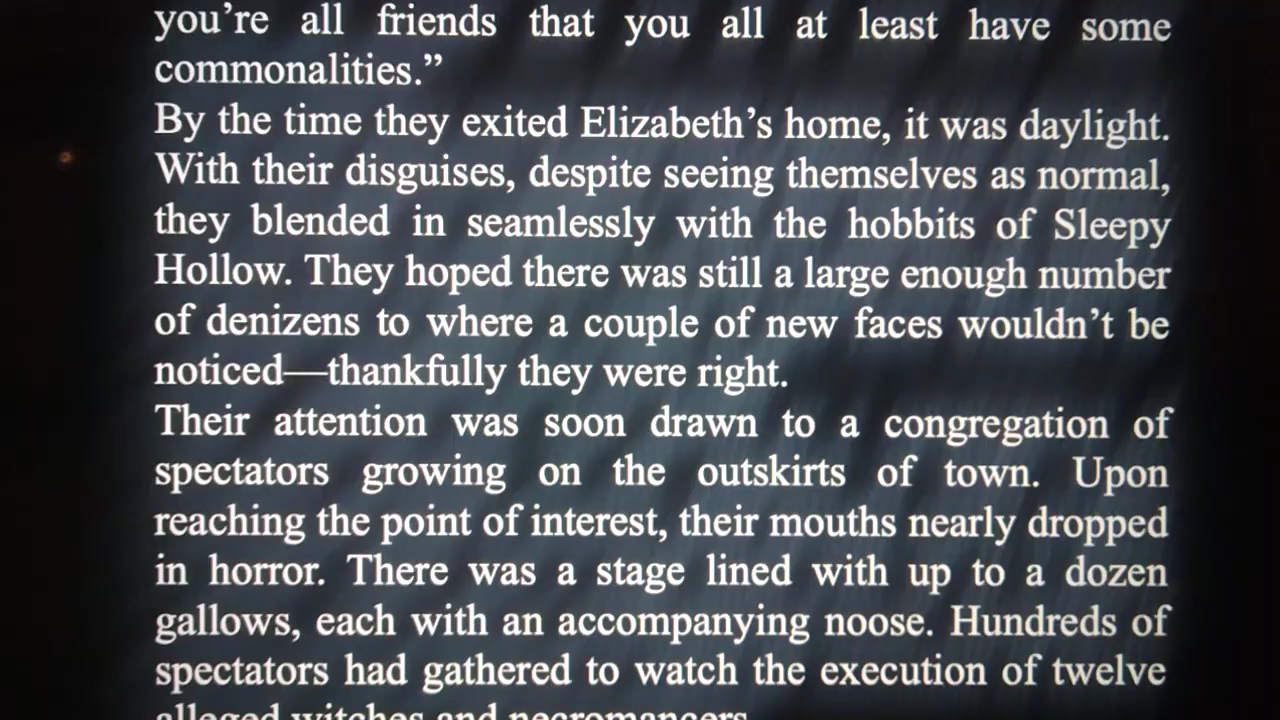 you’re all friends that you all at least have some
commonalities.”
By the time they exited Elizabeth’s home, it was daylight.
With their disguises, despite seeing themselves as normal,
they blended in seamlessly with the hobbits of Sleepy
Hollow. They hoped there was still a large enough number
of denizens to where a couple of new faces wouldn’t be
noticed—thankfully they were right.
Their attention was soon drawn to a congregation of
spectators growing on the outskirts of town. Upon
reaching the point of interest, their mouths nearly dropped
in horror. There was a stage lined with up to a dozen
gallows, each with an accompanying noose. Hundreds of
spectators had gathered to watch the execution of twelve
alleged witches and necromancers.